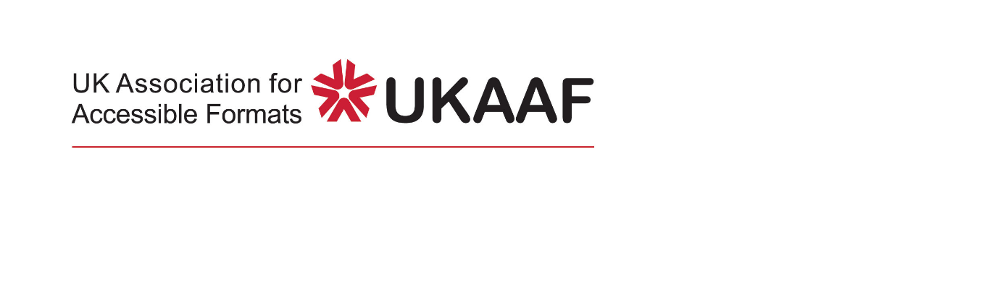 UK Association for
Accessible Formats
UKAAF